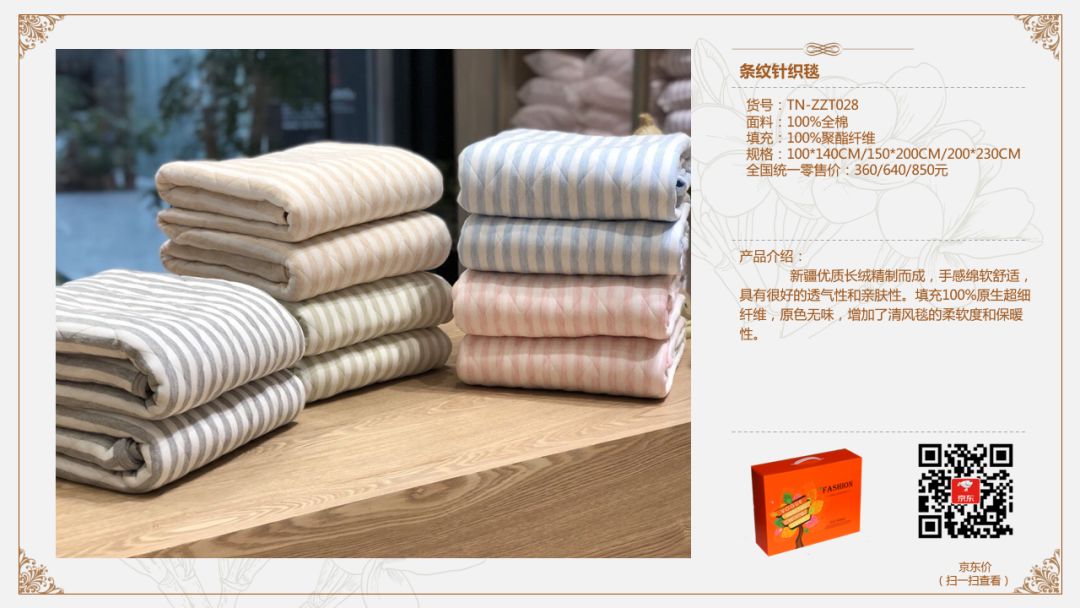 条纹针织毯
货号：TN-ZZT028
面料：100%全棉
填充：100%聚酯纤维
规格：100*140CM/150*200CM/200*230CM
全国统一零售价：360/640/850元
产品介绍：
新疆优质长绒精制而成，手感绵软舒适，
具有很好的透气性和亲肤性。填充100%原生超细
纤维，原色无味，增加了清风毯的柔软度和保暖
性。
FASHION
京东
京东价
（扫一扫查看）